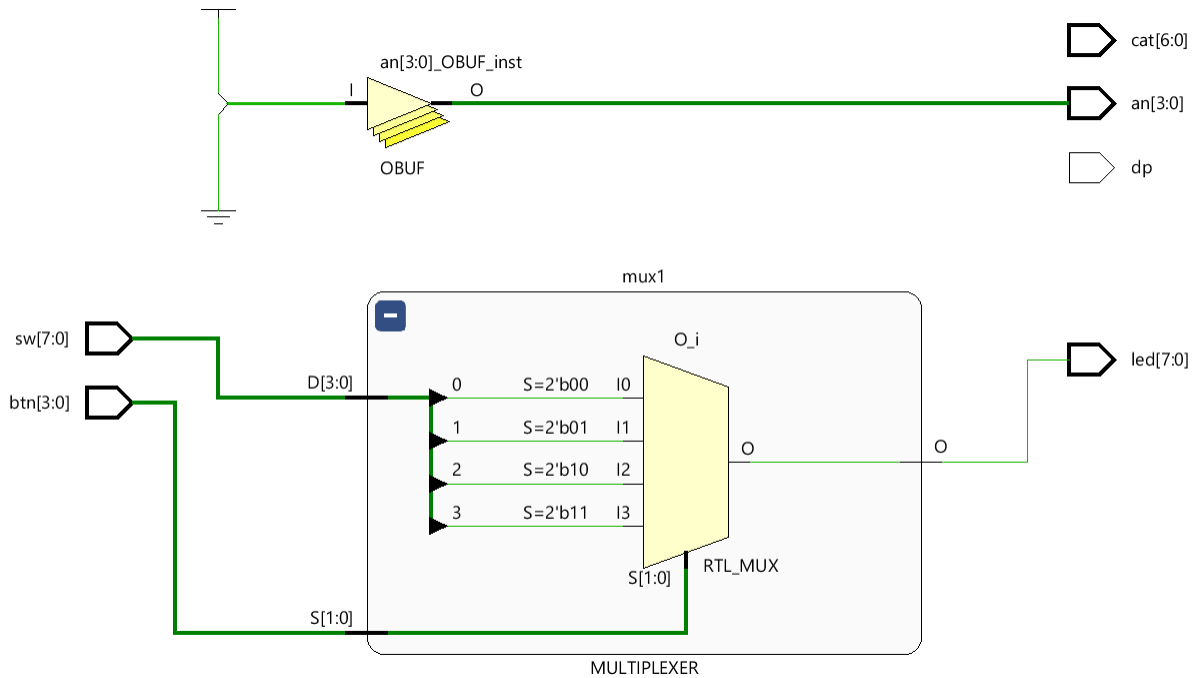 cat[6:0]
an[3:0]_OBUF_inst
I
O
an[3:0]
OBUF
dp
mux1
sw[7:0]
O_i
led[7:0]
D[3:0]
0 S=2'b00 I0
btn[3:0]
1 S=2'b01 I1
O
O
2 S=2'b10 I2
3 S=2'b11 I3
RTL_MUX
S[1:0]
S[1:0]
MULTIPLEXER